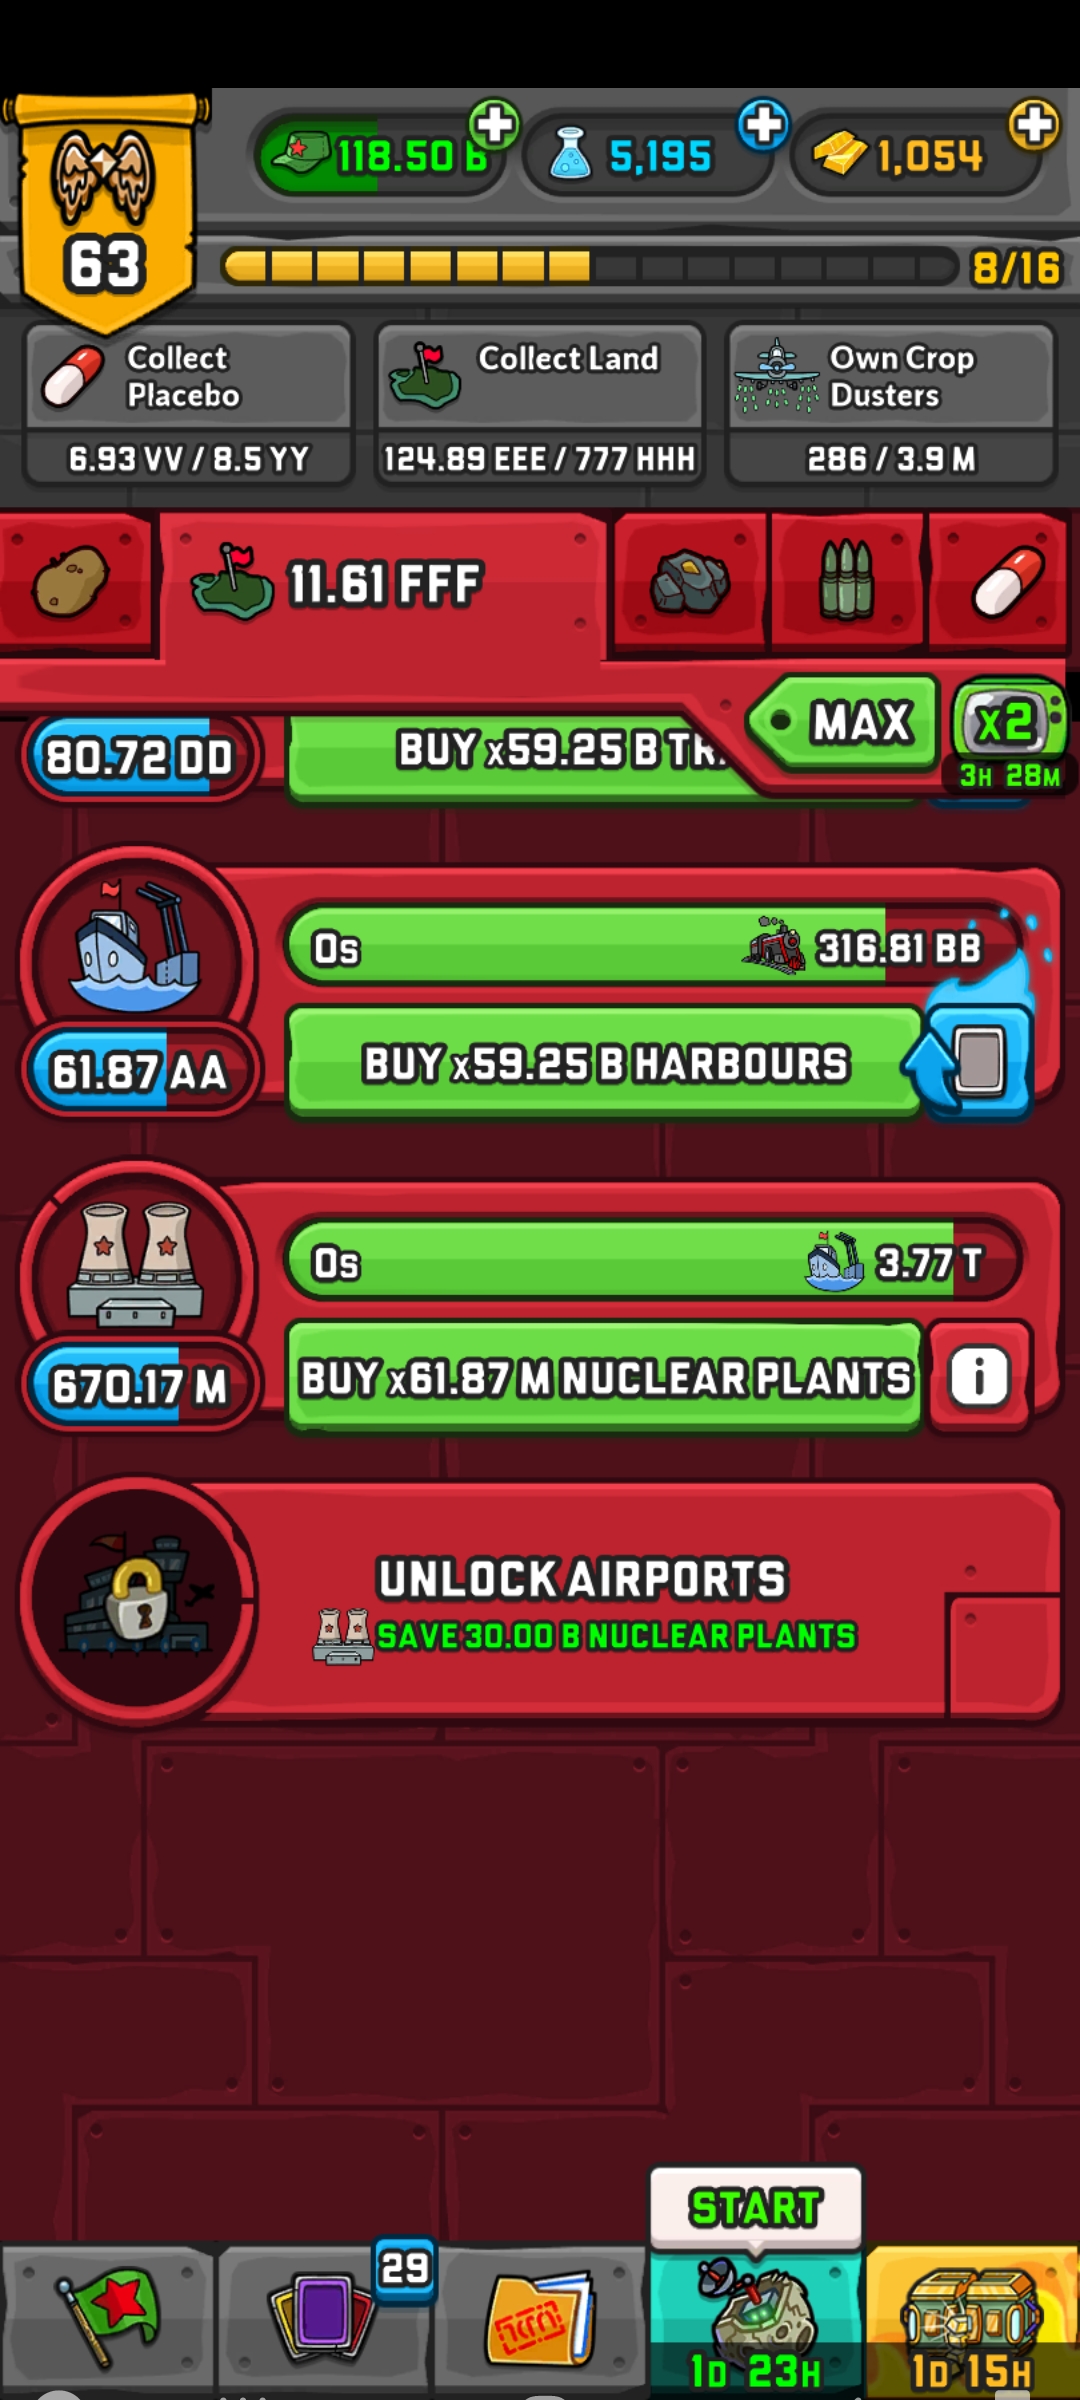 118.50 B
5,195
1,054
63
8/16
Collect
Placebo
6.93 VV / 8.5 YY
Collect Land
124.89 EEE / 777 HHH
Own Crop
Dusters
286 / 3.9 M
11.61 FFF
MAX
x2
3H 28M
80.72 DD
BUY x59.25 B
0s
316.81 BB
61.87 AA
BUY x59.25 B HARBOURS
0s
3.77 T
670.17 M
BUY x61.87 M NUCLEAR PLANTS
i
UNLOCK AIRPORTS
SAVE 30.00 B NUCLEAR PLANTS
START
29
1D 23H
1D 15H